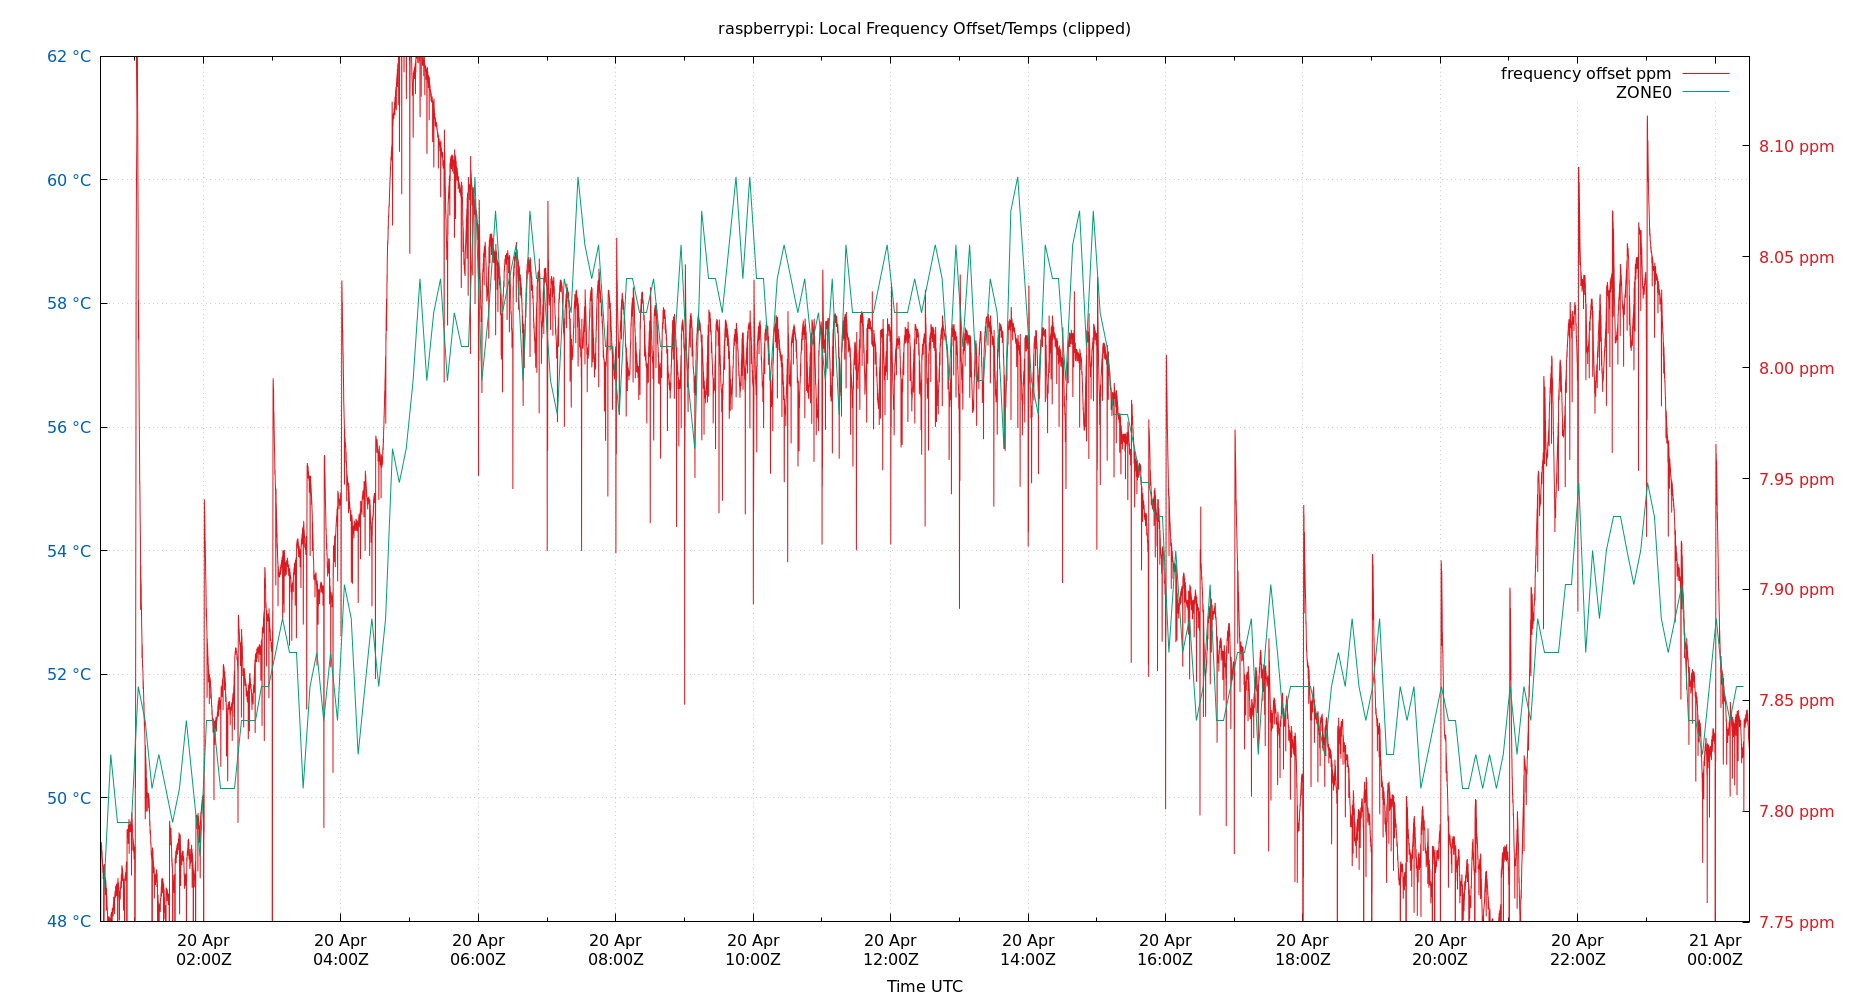 raspberrypi: Local Frequency Offset/Temps (clipped)
62 °C
60 °C
58 °C
56 °C
54 °C
52 °C
50 °C
48 °C
frequency offset ppm
ZONE0
8.10 ppm
8.05 ppm
8.00 ppm
7.95 ppm
7.90 ppm
7.85 ppm
7.80 ppm
7.75 ppm
20 Apr 20 Apr 20 Apr 20 Apr 20 Apr 20 Apr 20 Apr 20 Apr 20 Apr 20 Apr 20 Apr 21 Apr
02:00Z 04:00Z 06:00Z 08:00Z 10:00Z 12:00Z 14:00Z 16:00Z 18:00Z 20:00Z 22:00Z 00:00Z
Time UTC